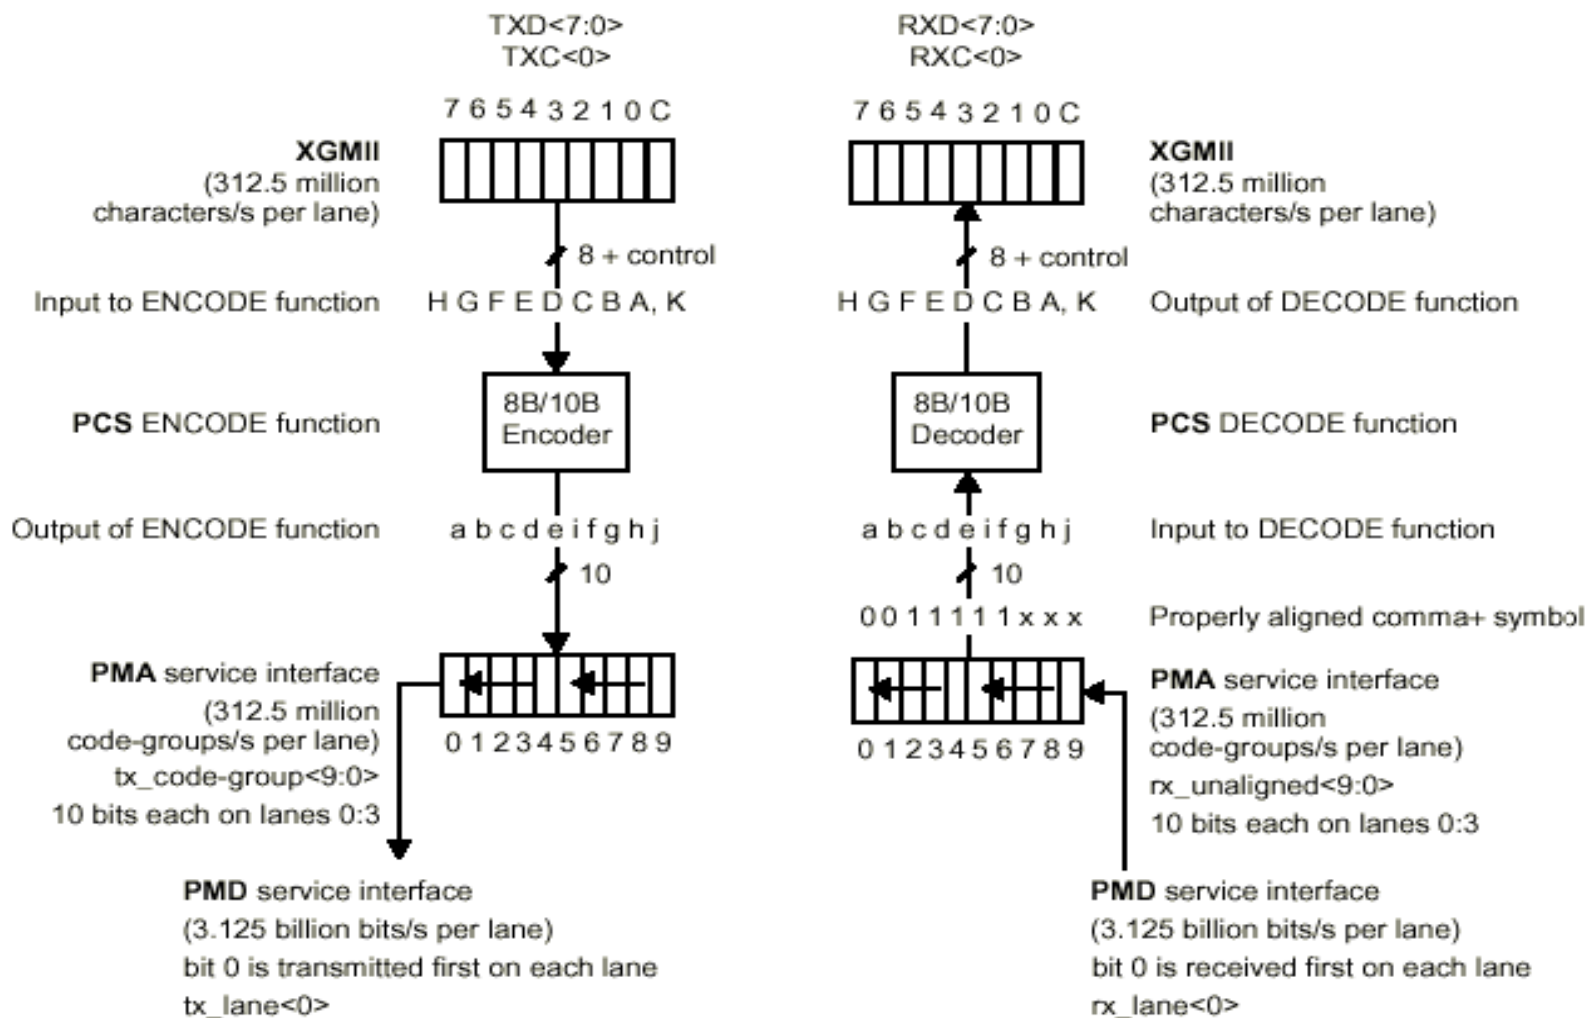 TXD<7:0>
TXC<0>
7 6 5 4 3 2 1 0 C
XGMII
(312.5 million
characters/s per lane)
8 + control
Input to ENCODE function
H G F E D C B A, K
8B/10B
Encoder
PCS ENCODE function
Output of ENCODE function
a b c d e i f g h j
10
PMA service interface
(312.5 million
code-groups/s per lane)
tx_code-group<9:0>
10 bits each on lanes 0:3
0 1 2 3 4 5 6 7 8 9
PMD service interface
(3.125 billion bits/s per lane)
bit 0 is transmitted first on each lane
tx_lane<0>
RXD<7:0>
RXC<0>
7 6 5 4 3 2 1 0 C
XGMII
(312.5 million
characters/s per lane)
8 + control
H G F E D C B A, K
Output of DECODE function
8B/10B
Decoder
PCS DECODE function
a b c d e i f g h j
Input to DECODE function
10
0 0 1 1 1 1 1 x x x
Properly aligned comma+ symbol
PMA service interface
(312.5 million
code-groups/s per lane)
rx_unaligned<9:0>
10 bits each on lanes 0:3
0 1 2 3 4 5 6 7 8 9
PMD service interface
(3.125 billion bits/s per lane)
bit 0 is received first on each lane
rx_lane<0>